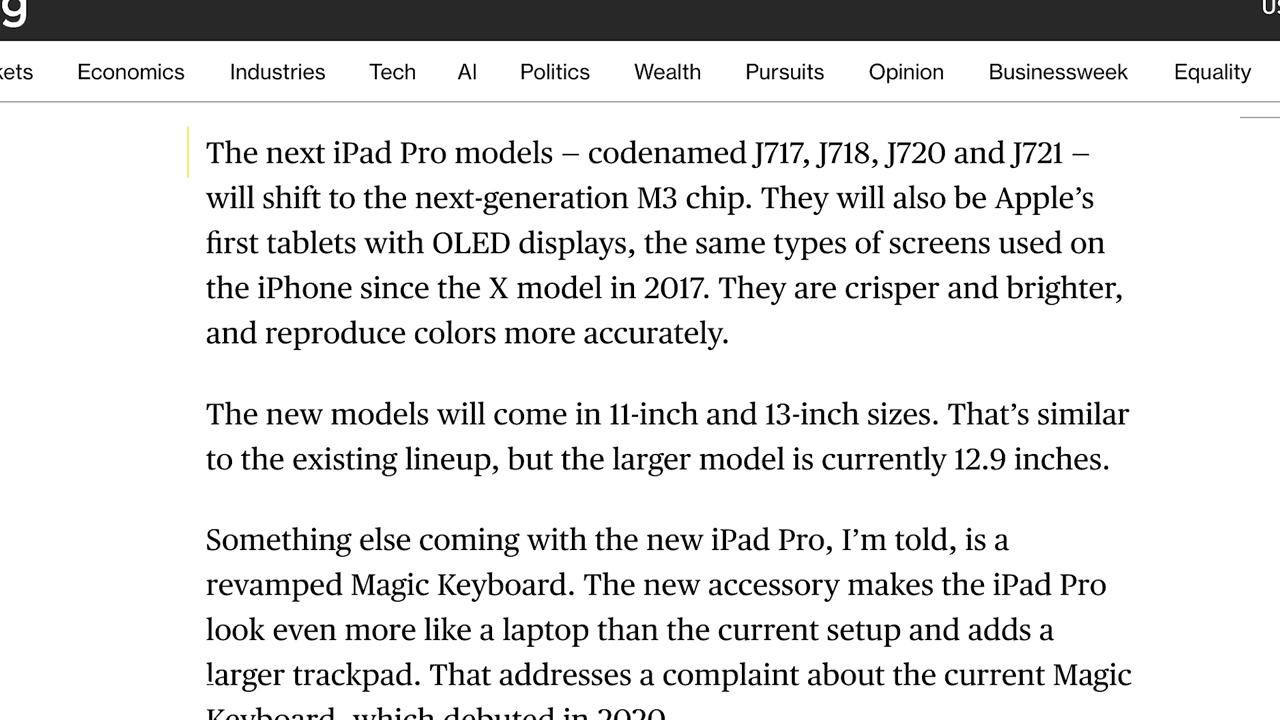 g
Us
kets Economics Industries Tech AI Politics Wealth Pursuits Opinion Businessweek Equality
The next iPad Pro models – codenamed J717, J718, J720 and J721 –
will shift to the next-generation M3 chip. They will also be Apple’s
first tablets with OLED displays, the same types of screens used on
the iPhone since the X model in 2017. They are crisper and brighter,
and reproduce colors more accurately.
The new models will come in 11-inch and 13-inch sizes. That’s similar
to the existing lineup, but the larger model is currently 12.9 inches.
Something else coming with the new iPad Pro, I’m told, is a
revamped Magic Keyboard. The new accessory makes the iPad Pro
look even more like a laptop than the current setup and adds a
larger trackpad. That addresses a complaint about the current Magic
Keyboard, which debuted in 2020.